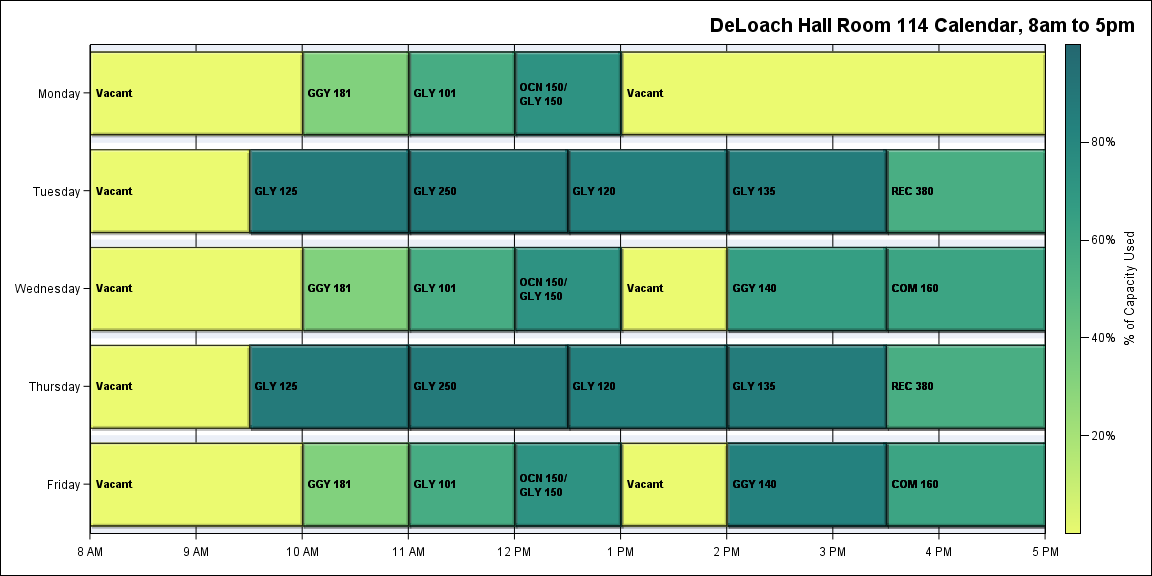 DeLoach Hall Room 114 Calendar, 8am to 5pm
Monday
Vacant
GGY 181
GLY 101
OCN 150/
GLY 150
Vacant
Tuesday
Vacant
GLY 125
GLY 250
GLY 120
GLY 135
REC 380
Wednesday
Vacant
GGY 181
GLY 101
OCN 150/
GLY 150
Vacant
GGY 140
COM 160
Thursday
Vacant
GLY 125
GLY 250
GLY 120
GLY 135
REC 380
Friday
Vacant
GGY 181
GLY 101
OCN 150/
GLY 150
Vacant
GGY 140
COM 160
8 AM
9 AM
10 AM
11 AM
12 PM
1 PM
2 PM
3 PM
4 PM
5 PM
80%
60%
40%
20%
% of Capacity Used